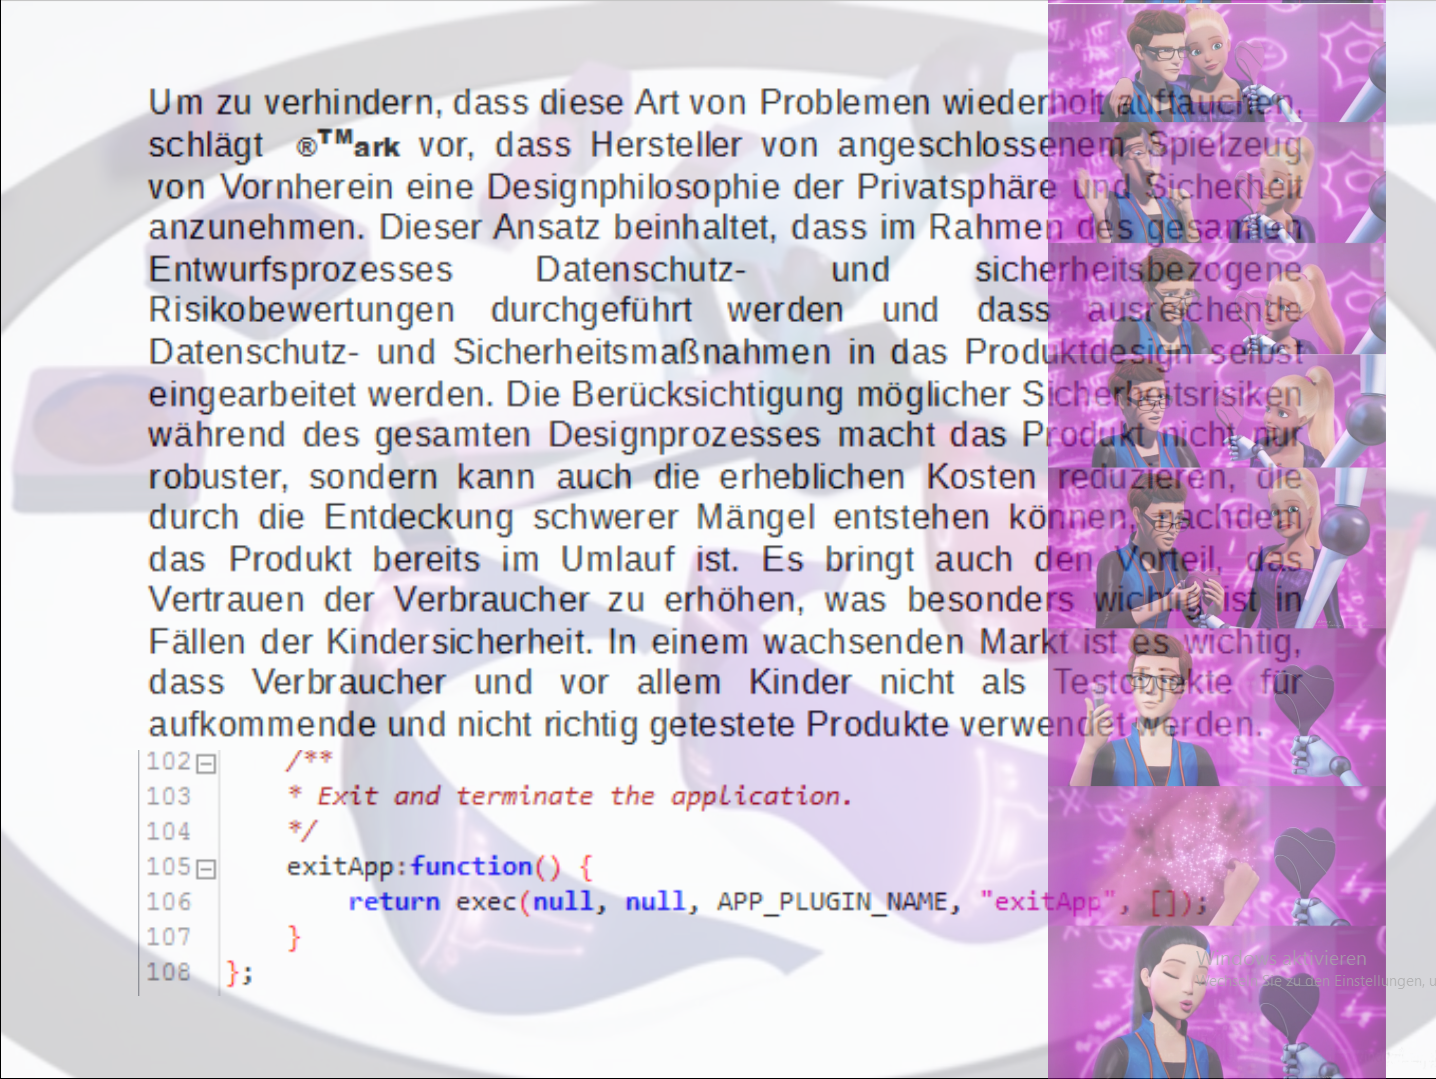 Um zu verhindern, dass diese Art von Problemen wiederholt auftauchen,
schlägt ®™ark vor, dass Hersteller von angeschlossenem Spielzeug
von Vornherein eine Designphilosophie der Privatsphäre und Sicherheit
anzunehmen. Dieser Ansatz beinhaltet, dass im Rahmen des gesamten
Entwurfsprozesses Datenschutz- und sicherheitsbezogene
Risikobewertungen durchgeführt werden und dass ausreichende
Datenschutz- und Sicherheitsmaßnahmen in das Produktdesign selbst
eingearbeitet werden. Die Berücksichtigung möglicher Sicherheitsrisiken
während des gesamten Designprozesses macht das Produkt nicht nur
robuster, sondern kann auch die erheblichen Kosten reduzieren, die
durch die Entdeckung schwerer Mängel entstehen können, nachdem
das Produkt bereits im Umlauf ist. Es bringt auch den Vorteil, das
Vertrauen der Verbraucher zu erhöhen, was besonders wichtig ist in
Fällen der Kindersicherheit. In einem wachsenden Markt ist es wichtig,
dass Verbraucher und vor allem Kinder nicht als Testobjekte für
aufkommende und nicht richtig getestete Produkte verwendet werden.
102 /**
103 * Exit and terminate the application.
104 */
105 exitApp:function() {
106 return exec(null, null, APP_PLUGIN_NAME, "exitApp", []);
107 }
108 };
Windows aktivieren
Wechseln Sie zu den Einstellungen, u